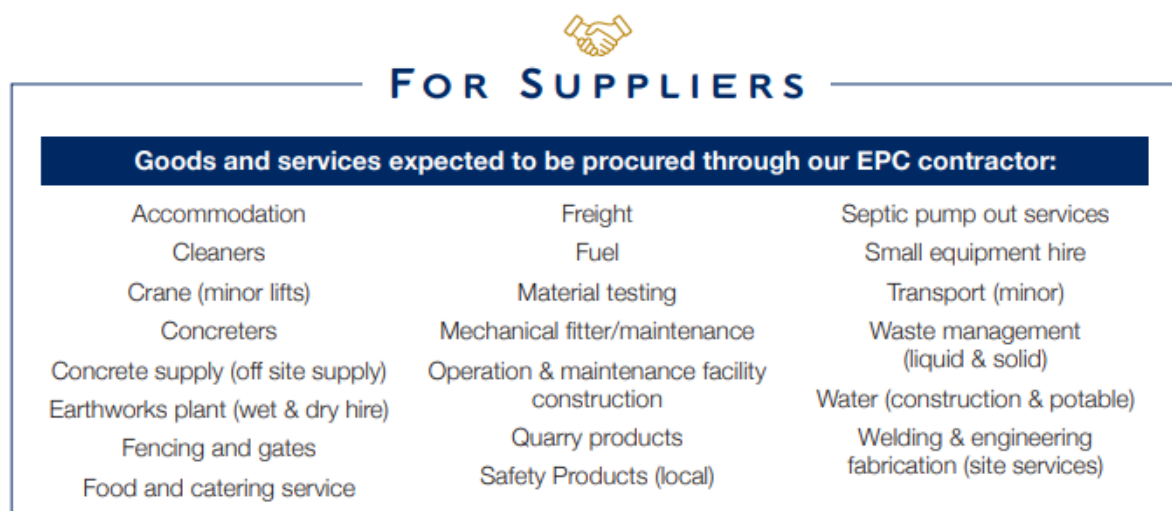 FOR SUPPLIERS
Goods and services expected to be procured through our EPC contractor:
Accommodation
Cleaners
Crane (minor lifts)
Concreters
Concrete supply (off site supply)
Earthworks plant (wet & dry hire)
Fencing and gates
Food and catering service
Freight
Fuel
Material testing
Mechanical fitter/maintenance
Operation & maintenance facility
construction
Quarry products
Safety Products (local)
Septic pump out services
Small equipment hire
Transport (minor)
Waste management
(liquid & solid)
Water (construction & potable)
Welding & engineering
fabrication (site services)